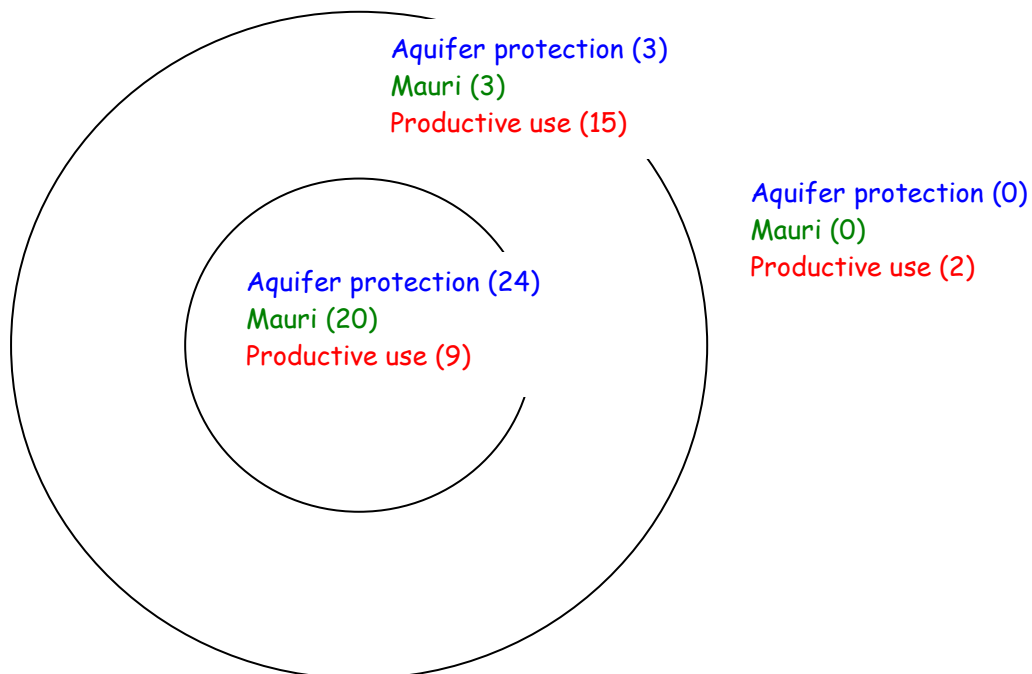 Aquifer protection (3)
Mauri (3)
Productive use (15)
Aquifer protection (0)
Mauri (0)
Productive use (2)
Aquifer protection (24)
Mauri (20)
Productive use (9)